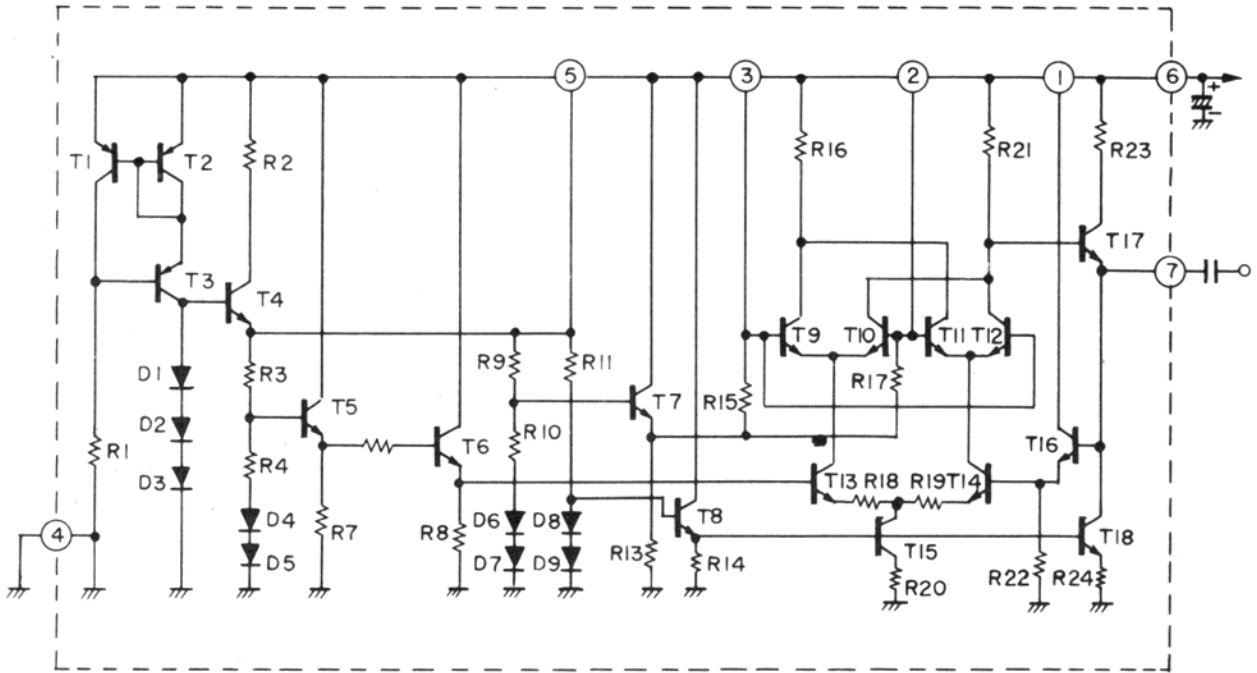 5
3
2
1
6
+
−
T1
T2
R2
R16
R21
R23
T17
7
T3
T4
T9
T10
T11
T12
D1
R3
R9
R11
R17
R15
T5
T7
D2
R10
R1
R4
T6
T16
D3
T13
R18
R19
T14
4
D4
D5
R7
R8
D6
D7
D8
D9
T8
R13
R14
T15
R20
R22
R24
T18